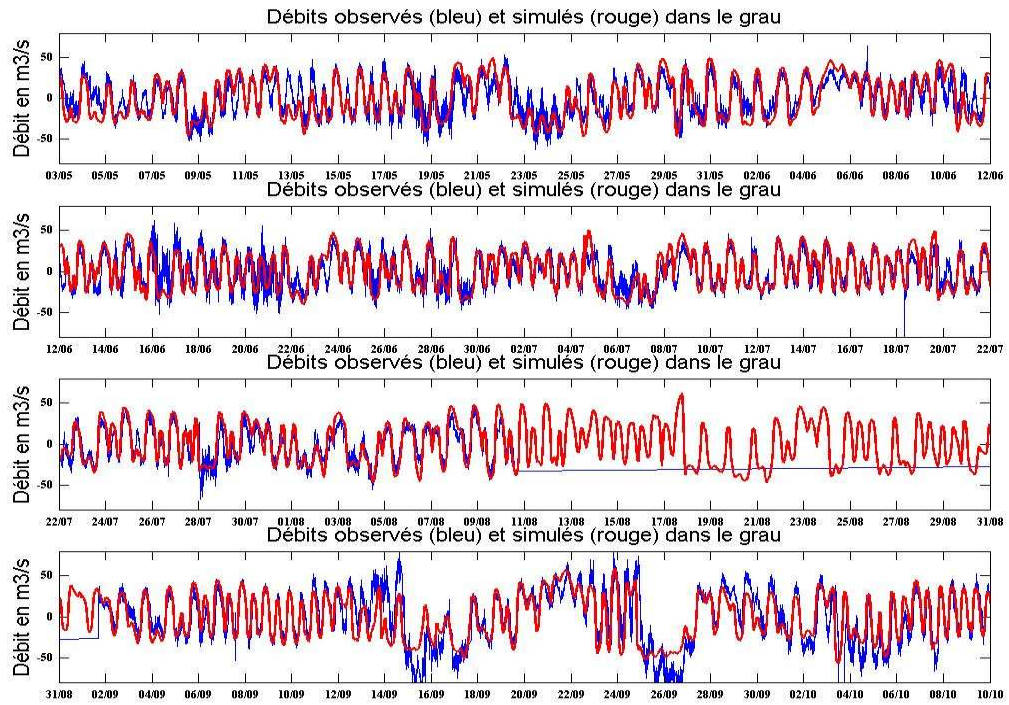 Débits observés (bleu) et simulés (rouge) dans le grau
Débit en m3/s
50
0
-50
03/05 05/05 07/05 09/05 11/05 13/05 15/05 17/05 19/05 21/05 23/05 25/05 27/05 29/05 31/05 02/06 04/06 06/06 08/06 10/06 12/06
Débits observés (bleu) et simulés (rouge) dans le grau
Débit en m3/s
50
0
-50
12/06 14/06 16/06 18/06 20/06 22/06 24/06 26/06 28/06 30/06 02/07 04/07 06/07 08/07 10/07 12/07 14/07 16/07 18/07 20/07 22/07
Débits observés (bleu) et simulés (rouge) dans le grau
Débit en m3/s
50
0
-50
22/07 24/07 26/07 28/07 30/07 01/08 03/08 05/08 07/08 09/08 11/08 13/08 15/08 17/08 19/08 21/08 23/08 25/08 27/08 29/08 31/08
Débits observés (bleu) et simulés (rouge) dans le grau
Débit en m3/s
50
0
-50
31/08 02/09 04/09 06/09 08/09 10/09 12/09 14/09 16/09 18/09 20/09 22/09 24/09 26/09 28/09 30/09 02/10 04/10 06/10 08/10 10/10